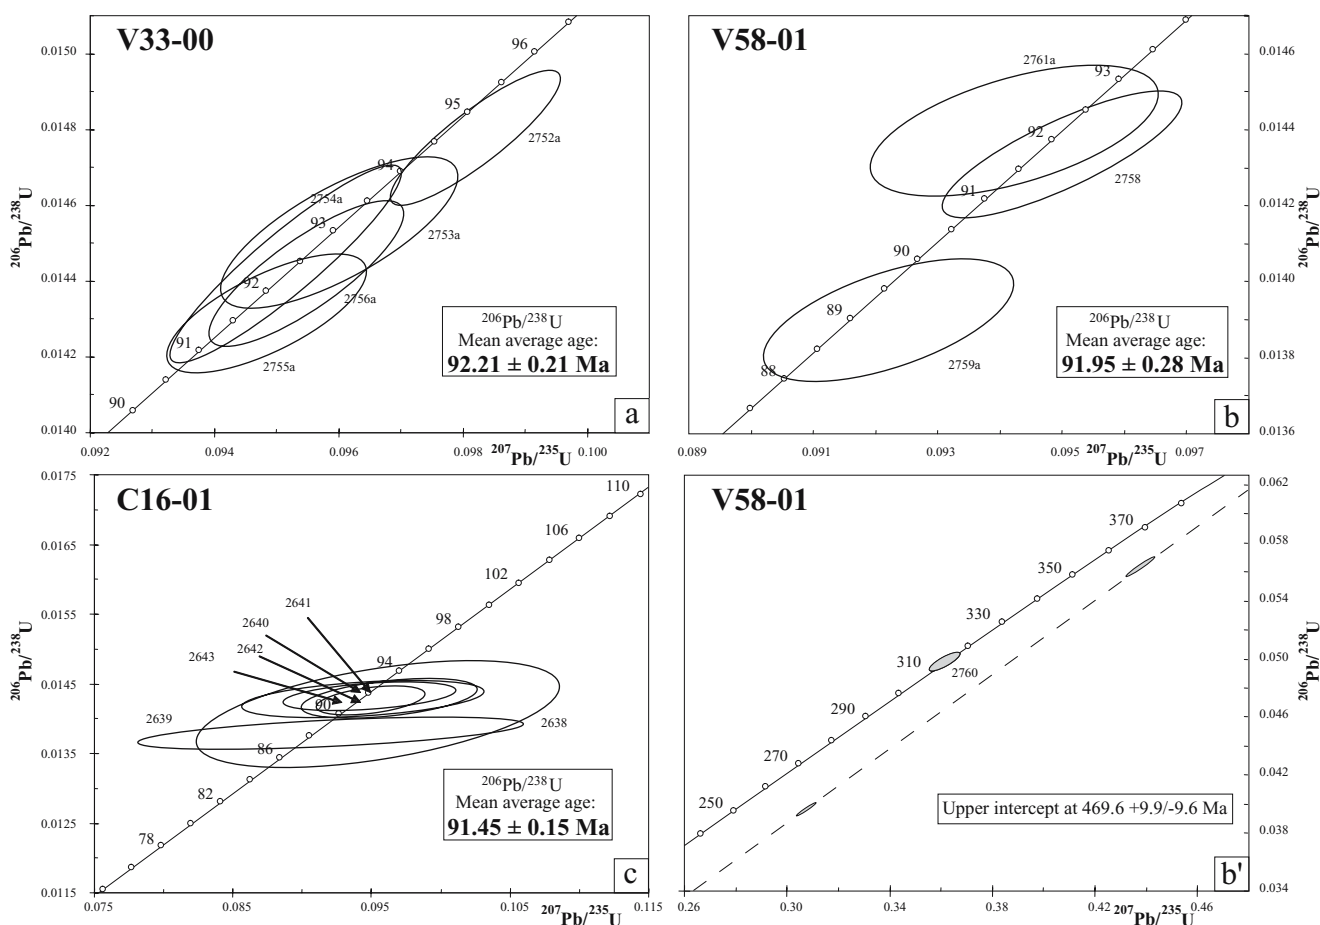 V33-00
0.0150
0.0148
0.0146
0.0144
0.0142
0.0140
206Pb/238U
96
95
94
93
92
91
90
2752a
2754a
2753a
2756a
2755a
206Pb/238U
Mean average age:
92.21 ± 0.21 Ma
a
0.092
0.094
0.096
0.098
0.100
207Pb/235U
V58-01
2761a
93
92
91
90
89
88
2758
2759a
0.0146
0.0144
0.0142
0.0140
0.0138
0.0136
206Pb/238U
206Pb/238U
Mean average age:
91.95 ± 0.28 Ma
b
0.089
0.091
0.093
0.095
0.097
207Pb/235U
C16-01
0.0175
0.0165
0.0155
0.0145
0.0135
0.0125
0.0115
206Pb/238U
110
106
102
98
94
90
86
82
78
2641
2640
2642
2643
2639
2638
206Pb/238U
Mean average age:
91.45 ± 0.15 Ma
c
0.075
0.085
0.095
0.105
0.115
207Pb/235U
V58-01
370
350
330
310
290
270
250
2760
0.062
0.058
0.054
0.050
0.046
0.042
0.038
0.034
206Pb/238U
Upper intercept at 469.6 +9.9/-9.6 Ma
b'
0.26
0.30
0.34
0.38
0.42
0.46
207Pb/235U